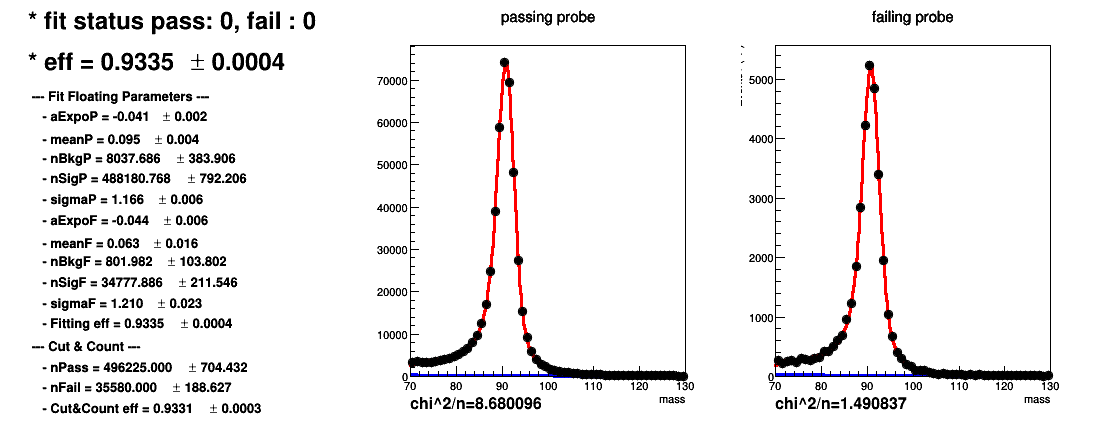 * fit status pass: 0, fail : 0
* eff = 0.9335 ± 0.0004
--- Fit Floating Parameters ---
- aExpoP = -0.041 ± 0.002
- meanP = 0.095 ± 0.004
- nBkgP = 8037.686 ± 383.906
- nSigP = 488180.768 ± 792.206
- sigmaP = 1.166 ± 0.006
- aExpoF = -0.044 ± 0.006
- meanF = 0.063 ± 0.016
- nBkgF = 801.982 ± 103.802
- nSigF = 34777.886 ± 211.546
- sigmaF = 1.210 ± 0.023
- Fitting eff = 0.9335 ± 0.0004
--- Cut & Count ---
- nPass = 496225.000 ± 704.432
- nFail = 35580.000 ± 188.627
- Cut&Count eff = 0.9331 ± 0.0003
passing probe
70000
60000
50000
40000
30000
20000
10000
0
70 80 90 100 110 120 130
mass
chi^2/n=8.680096
failing probe
5000
4000
3000
2000
1000
0
70 80 90 100 110 120 130
mass
chi^2/n=1.490837